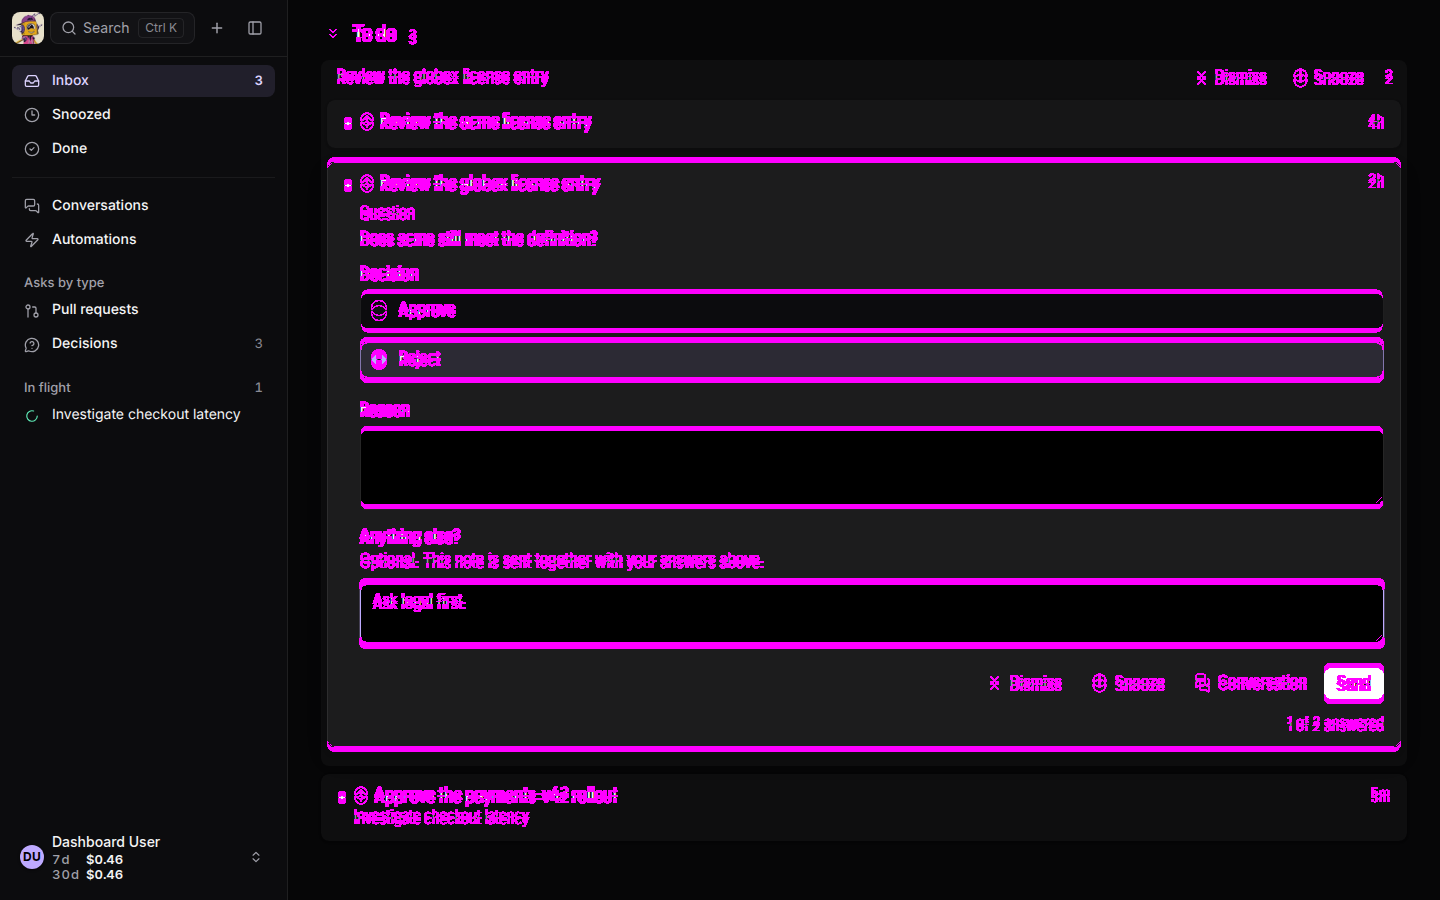 Search Ctrl K
Inbox 3
Snoozed
Done
Conversations
Automations
Asks by type
Pull requests
Decisions 3
In flight 1
Investigate checkout latency
Dashboard User
DU
7d $0.46
30d $0.46
To do 3
Review the globex license entry Dismiss Snooze
Review the acme license entry 4h
Review the globex license entry
Question
Does acme still meet the definition?
Decision
Approve
Reject
Reason
Anything else?
Optional. This note is sent together with your answers above.
Ask legal first.
Dismiss Snooze Conversation Send
1 of 2 answered
Approve the payments-v42 rollout 5m
Investigate checkout latency